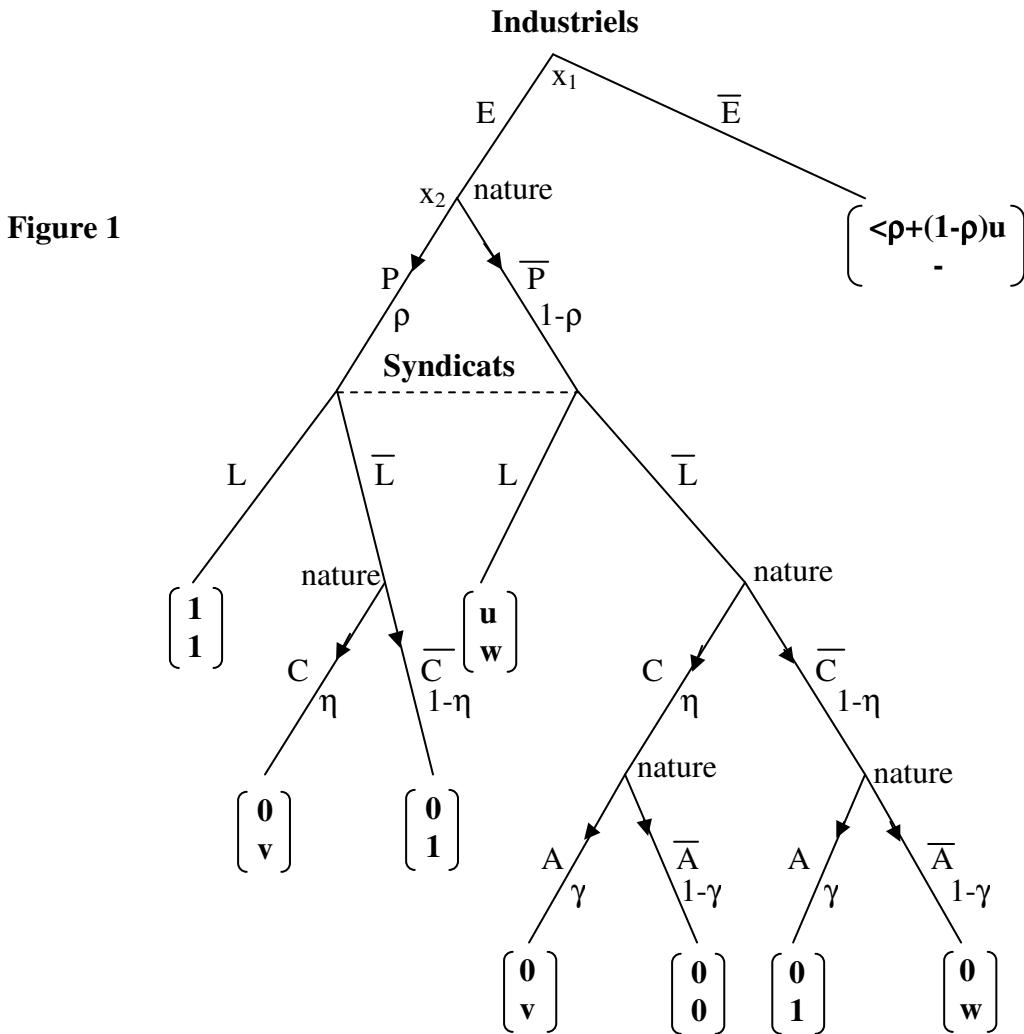 Industriels
x₁
E
E̅
x₂ nature
Figure 1
<ρ+(1-ρ)u
-
P
P̅
ρ
1-ρ
Syndicats
L
L̅
L
L̅
nature
nature
1
1
u
w
C
C̅
C
C̅
η
1-η
η
1-η
nature
nature
0
v
0
1
A
A̅
A
A̅
γ
1-γ
γ
1-γ
0
v
0
0
0
1
0
w